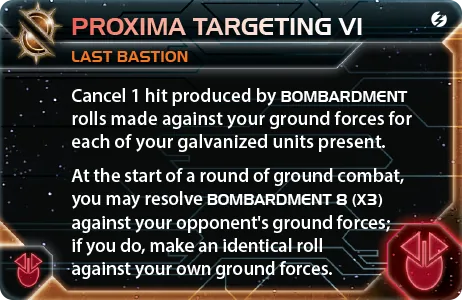 PROXIMA TARGETING VI
LAST BASTION
Cancel 1 hit produced by BOMBARDMENT
rolls made against your ground forces for
each of your galvanized units present.
At the start of a round of ground combat,
you may resolve BOMBARDMENT 8 (X3)
against your opponent's ground forces;
if you do, make an identical roll
against your own ground forces.